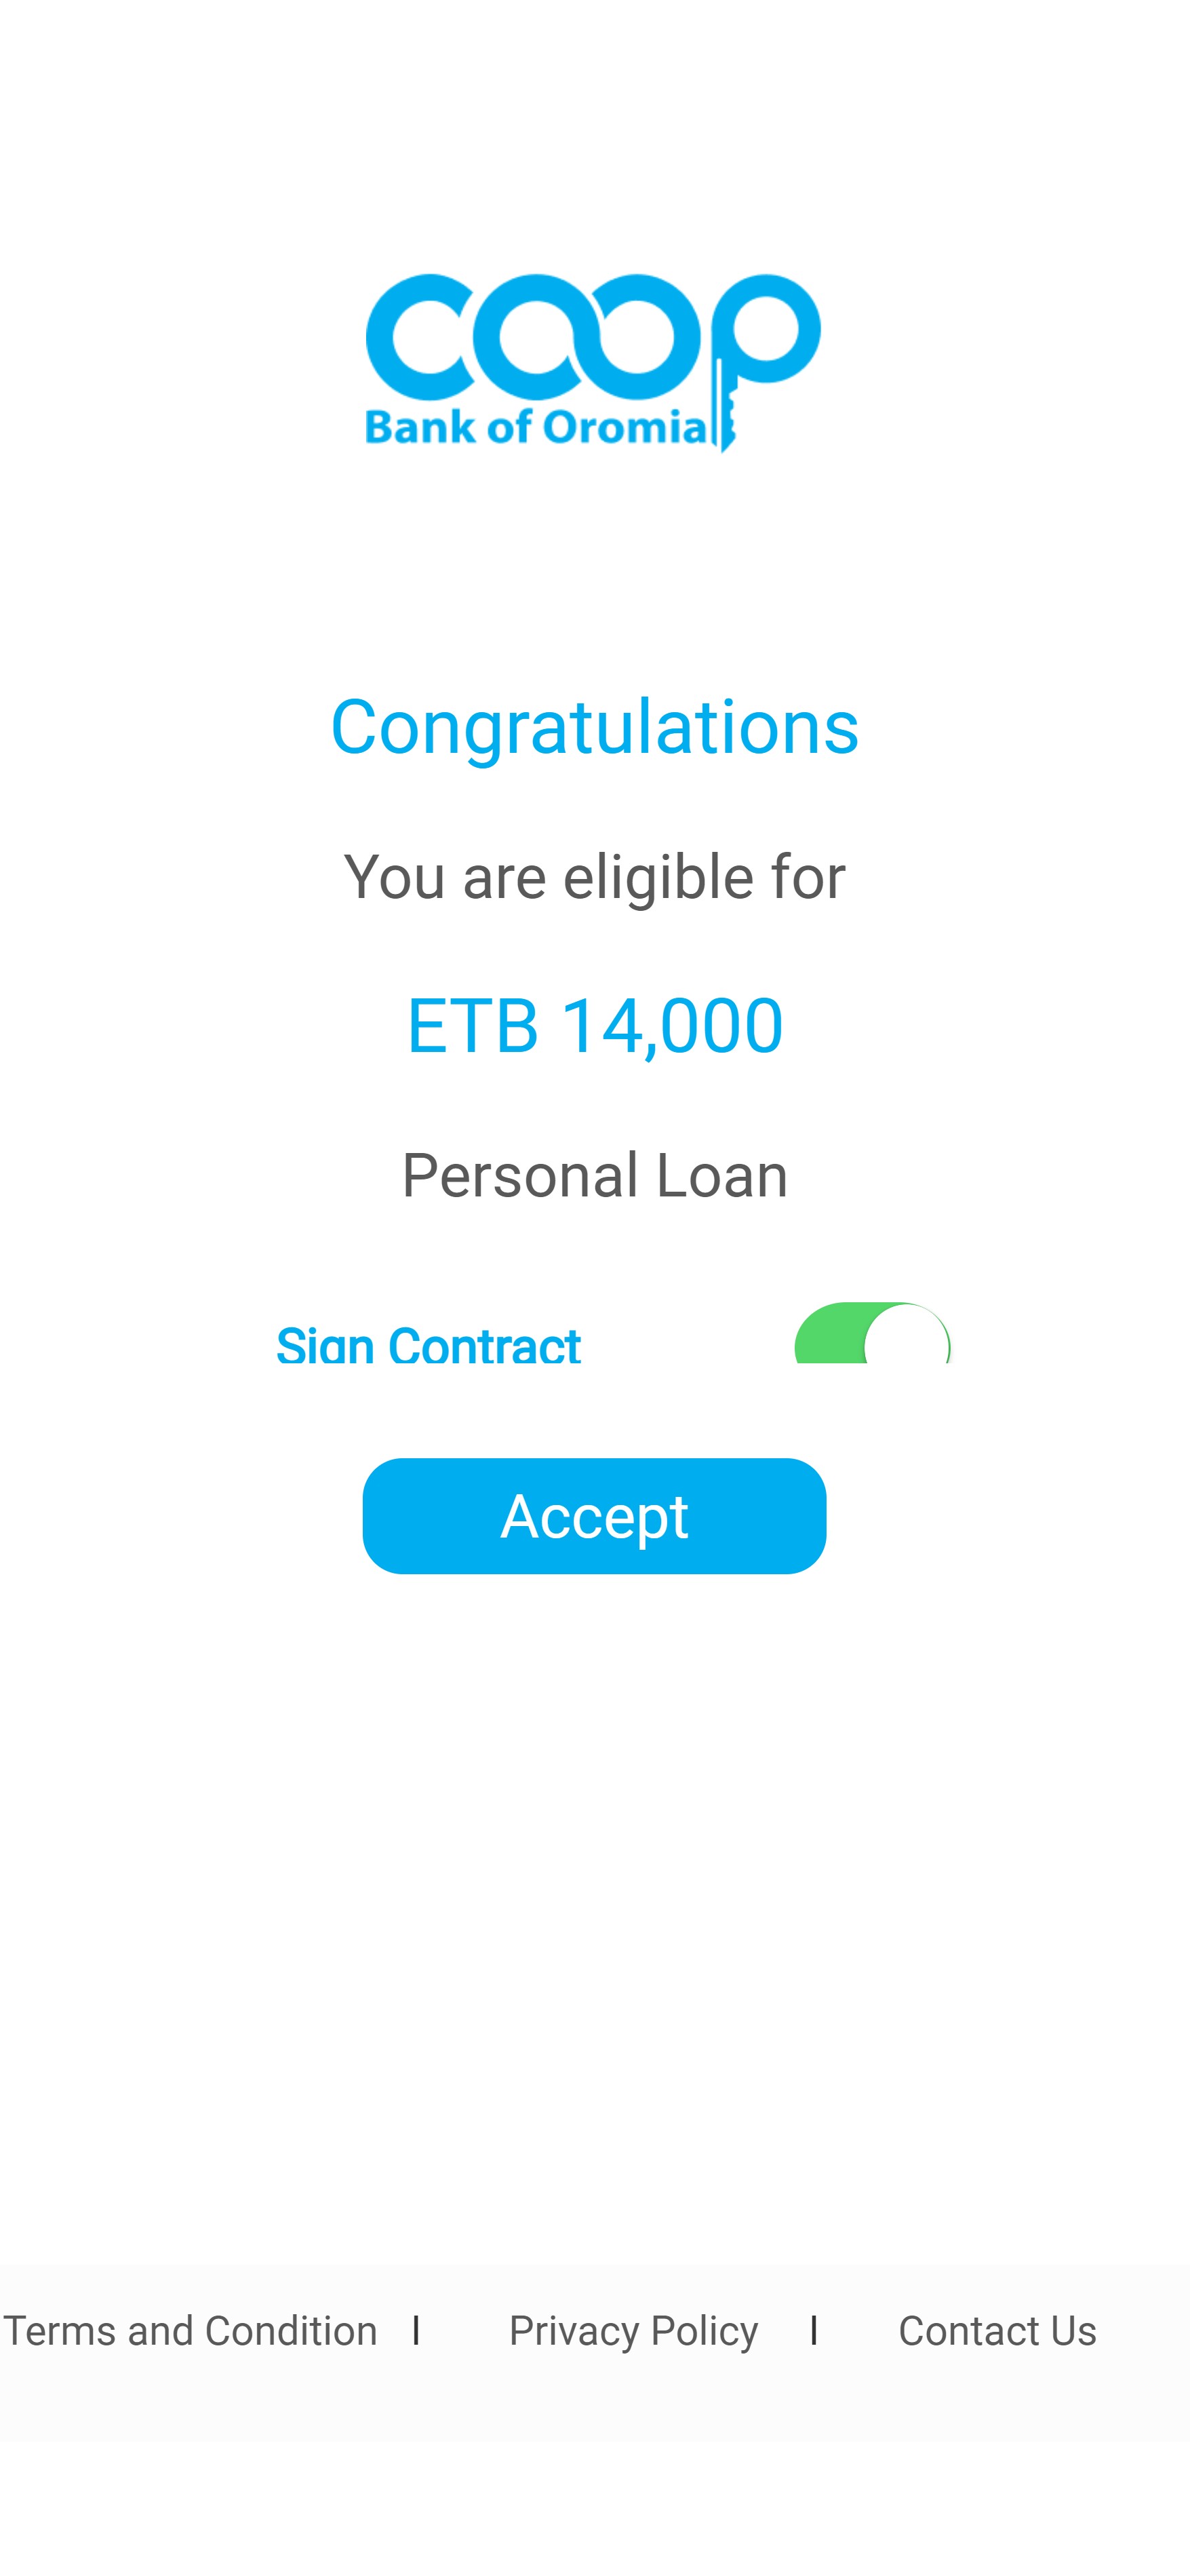 coop
Bank of Oromia
Congratulations
You are eligible for
ETB 14,000
Personal Loan
Sign Contract
Accept
Terms and Condition | Privacy Policy | Contact Us